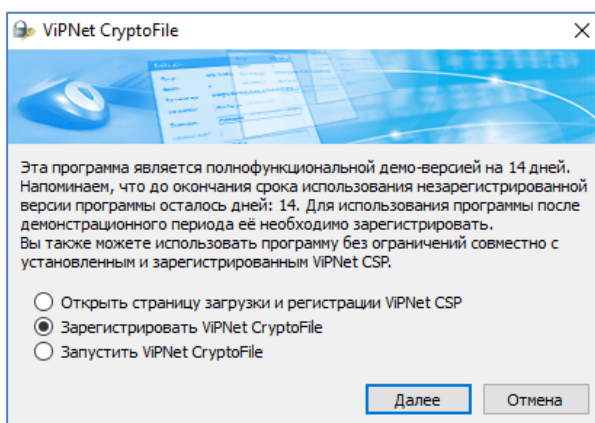 ViPNet CryptoFile
Эта программа является полнофункциональной демо-версией на 14 дней.
Напоминаем, что до окончания срока использования незарегистрированной
версии программы осталось дней: 14. Для использования программы после
демонстрационного периода её необходимо зарегистрировать.
Вы также можете использовать программу без ограничений совместно с
установленным и зарегистрированным ViPNet CSP.
Открыть страницу загрузки и регистрации ViPNet CSP
Зарегистрировать ViPNet CryptoFile
Запустить ViPNet CryptoFile
Далее Отмена